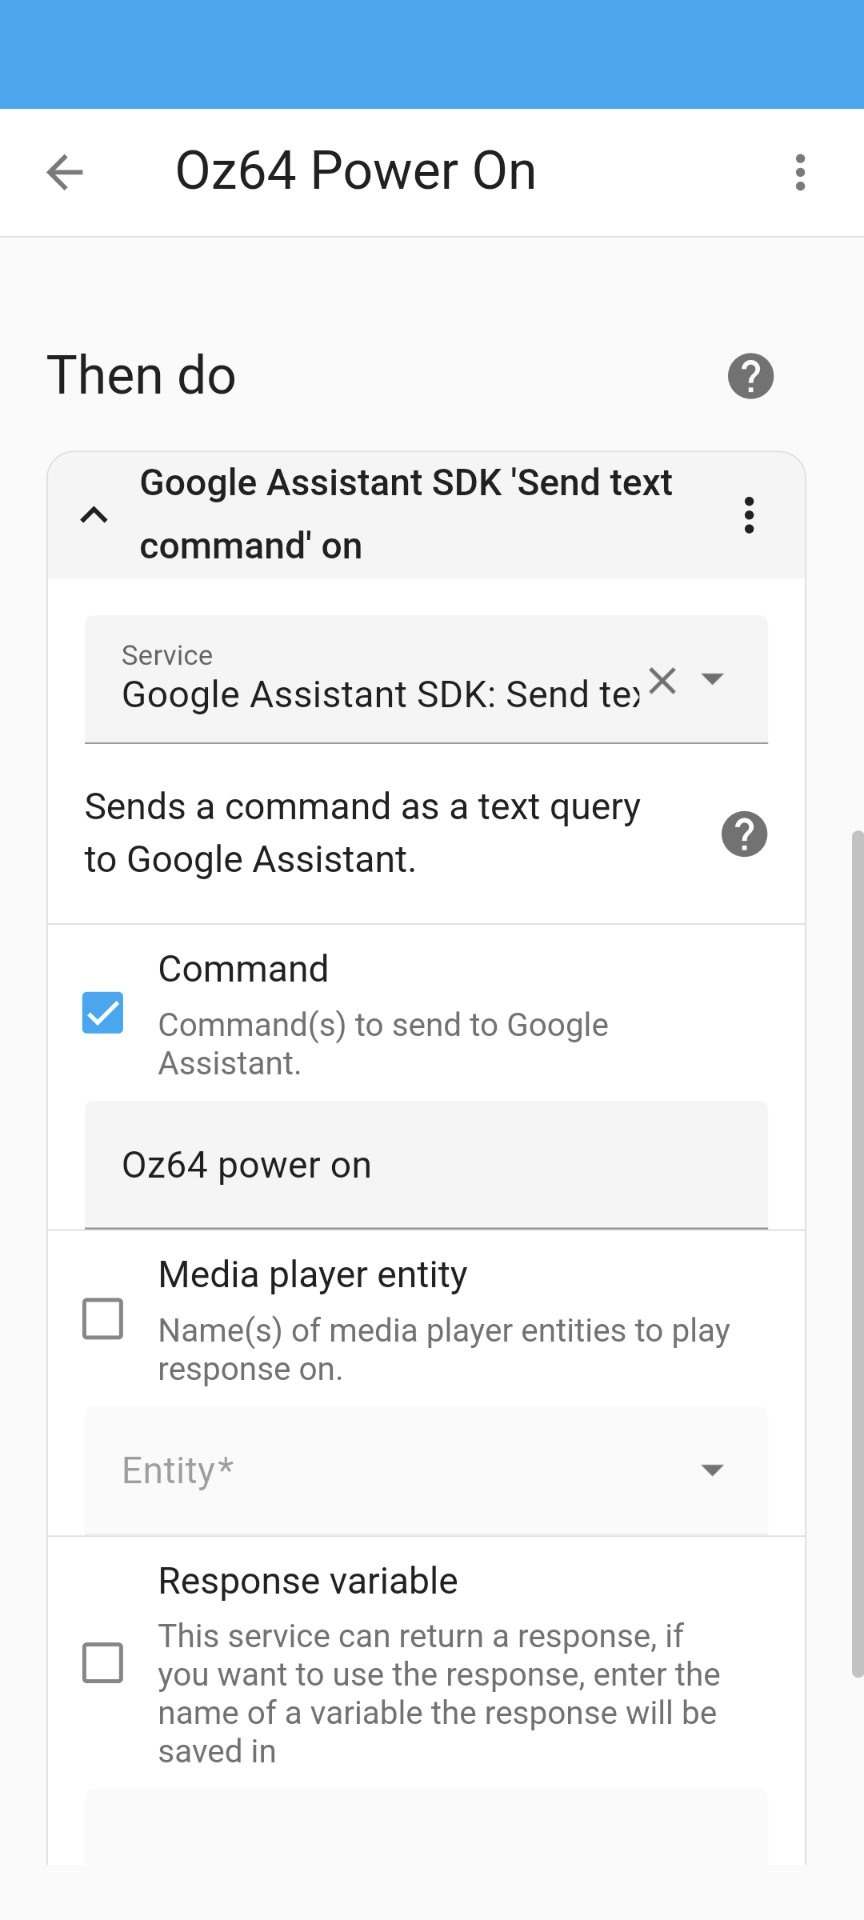 Oz64 Power On
Then do
Google Assistant SDK 'Send text
command' on
Service
Google Assistant SDK: Send tex
Sends a command as a text query
to Google Assistant.
Command
Command(s) to send to Google
Assistant.
Oz64 power on
Media player entity
Name(s) of media player entities to play
response on.
Entity*
Response variable
This service can return a response, if
you want to use the response, enter the
name of a variable the response will be
saved in